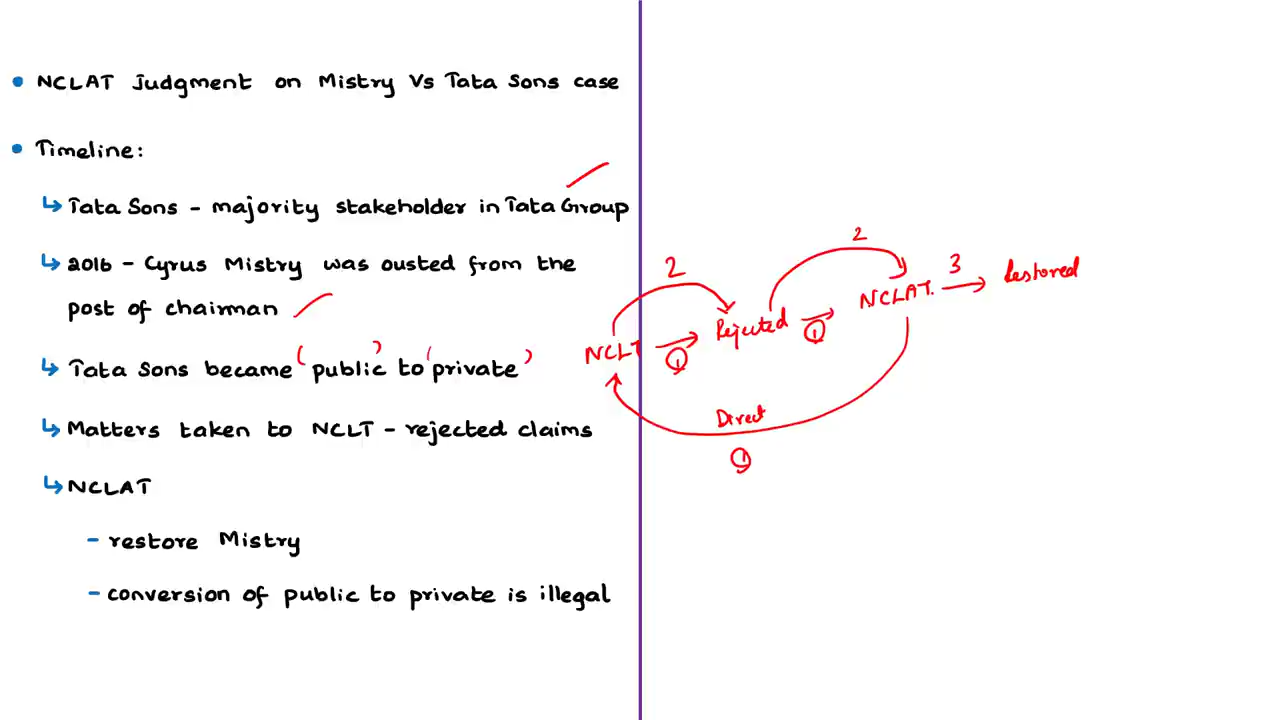 • NCLAT Judgment on Mistry Vs Tata Sons case
• Timeline:
↳ Tata Sons - majority stakeholder in Tata Group
↳ 2016 - Cyrus Mistry was ousted from the
post of chairman
↳ Tata Sons became (public) to (private)
↳ Matters taken to NCLT - rejected claims
↳ NCLAT
- restore Mistry
- conversion of public to private is illegal
2
2
3
NCLT → Rejected → NCLAT. → Restored
① ①
Direct
①